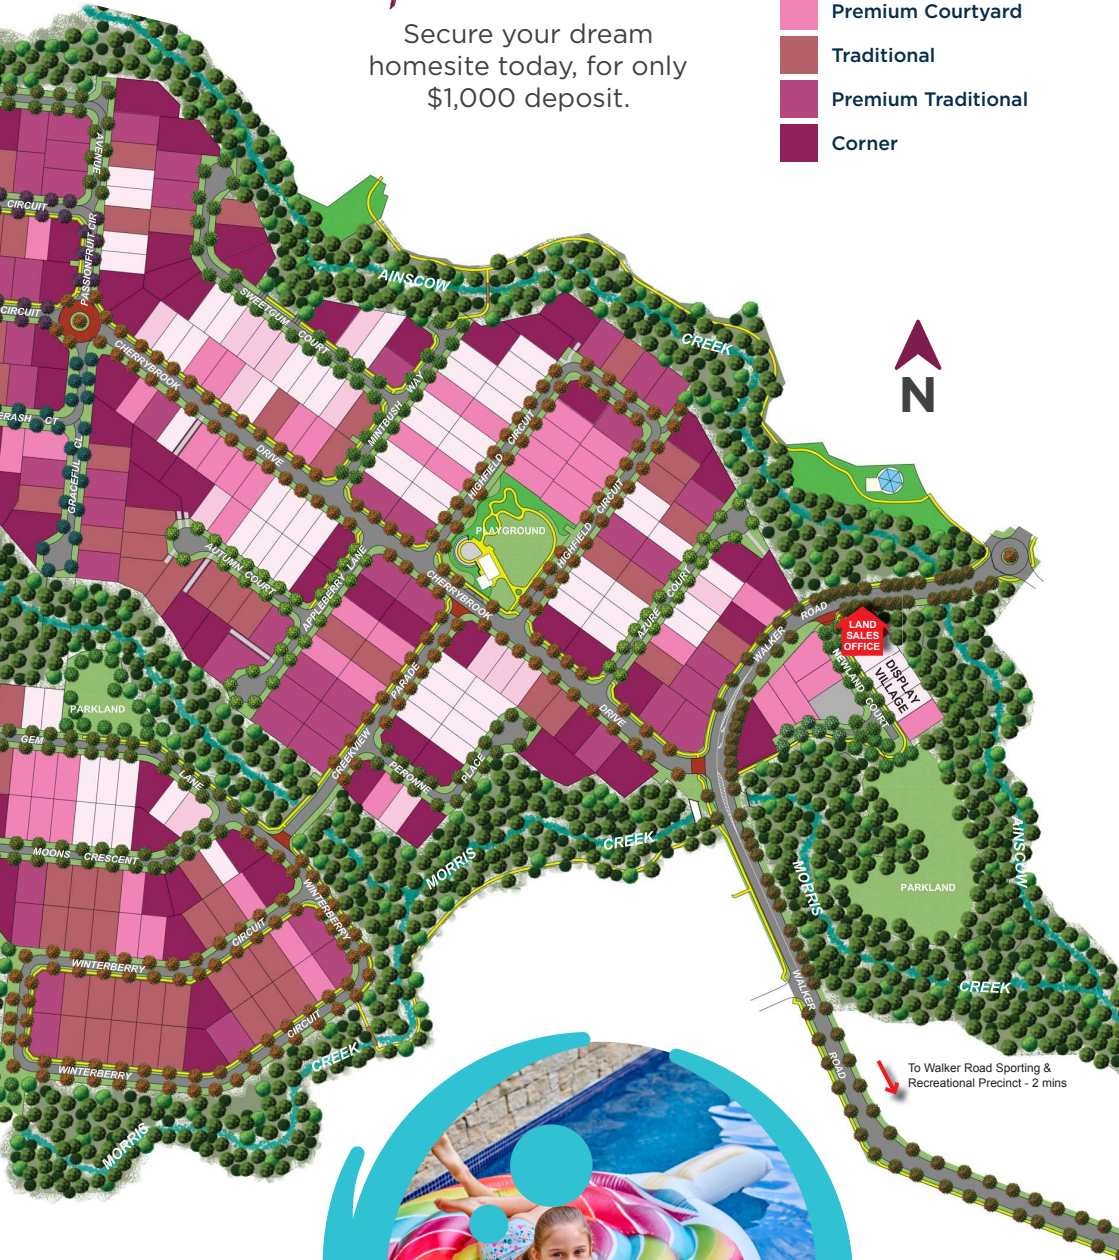 Secure your dream
homesite today, for only
$1,000 deposit.
Premium Courtyard
Traditional
Premium Traditional
Corner
AVENUE
CIRCUIT
PASSIONFRUIT CIR
CIRCUIT
AINSCOW
CREEK
SWEETGUM COURT
CHERRYBROOK
DRIVE
MINTBUSH WAY
HIGHFIELD CIRCUIT
N
ERASH CT
GRACEFUL CL
PLAYGROUND
HIGHFIELD CIRCUIT
AUTUMN COURT
APPLEBERRY LANE
CHERRYBROOK
DRIVE
AZURE COURT
WALKER ROAD
LAND
SALES
OFFICE
NEWLAND COURT
DISPLAY
VILLAGE
PARKLAND
GEM
LANE
CREEKVIEW PARADE
PERONNE
PLACE
MOONS CRESCENT
MORRIS
CREEK
AINSCOW
MORRIS
PARKLAND
WINTERBERRY
CIRCUIT
WINTERBERRY
CREEK
WALKER
ROAD
CIRCUIT
WINTERBERRY
CREEK
MORRIS
To Walker Road Sporting &
Recreational Precinct - 2 mins